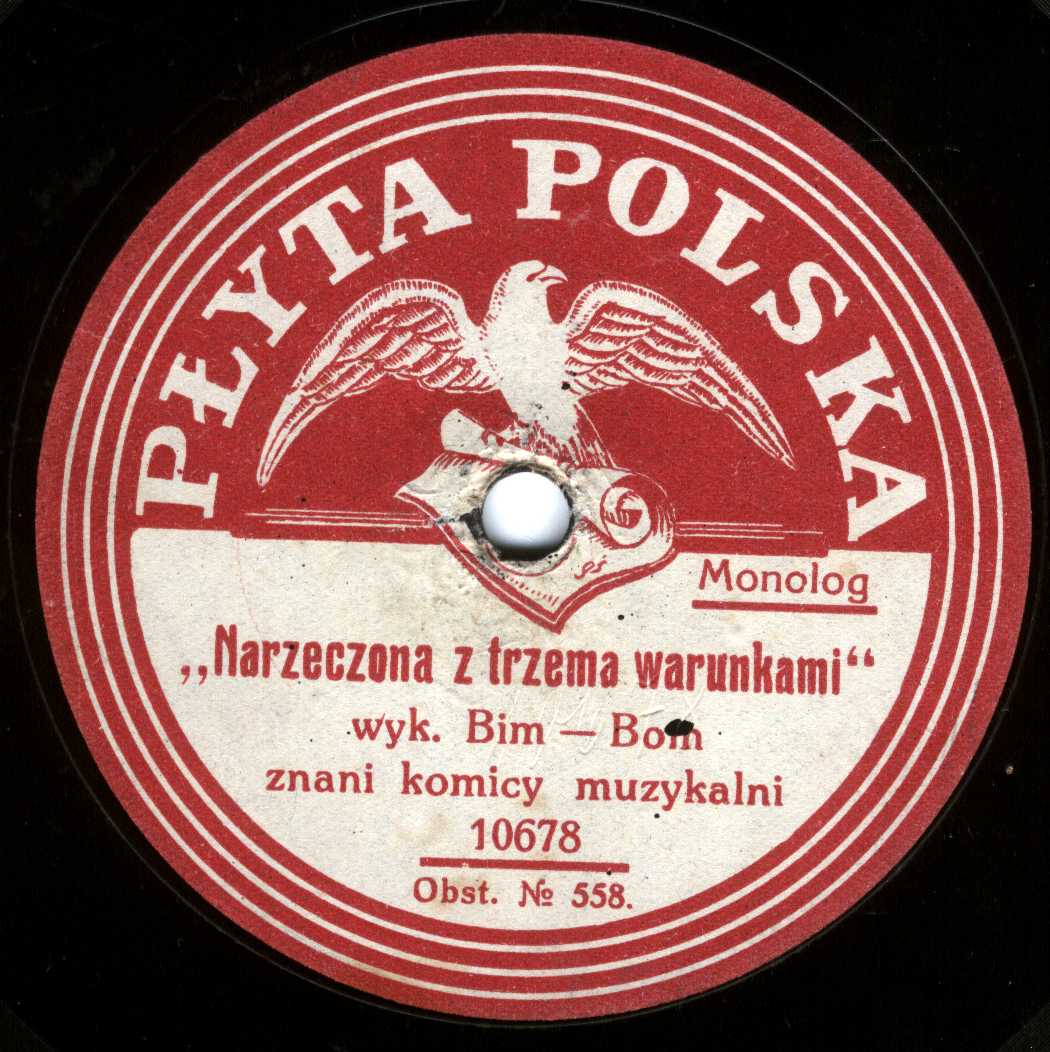 PŁYTA POLSKA
Monolog
„Narzeczona z trzema warunkami“
wyk. Bim — Bom
znani komicy muzykalni
10678
Obst. № 558.